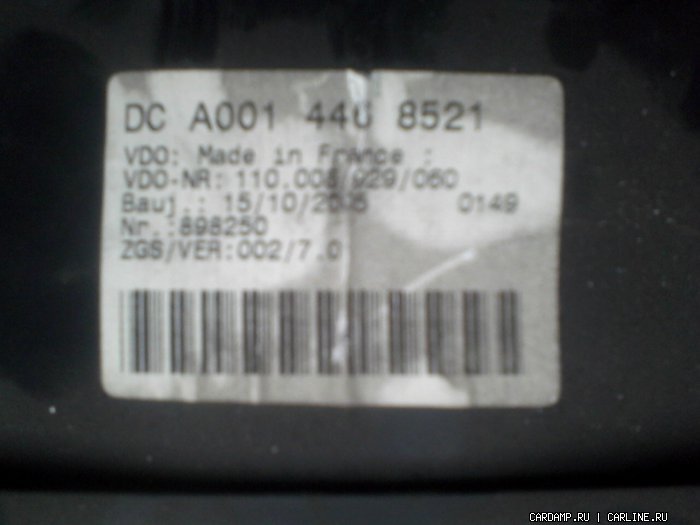 DC A001 446 8521
VDO: Made in France :
VDO-NR: 110.008/929/060
Bauj.: 15/10/2005 0149
Nr.:898250
ZGS/VER:002/7.0
CARDAMP.RU | CARLINE.RU